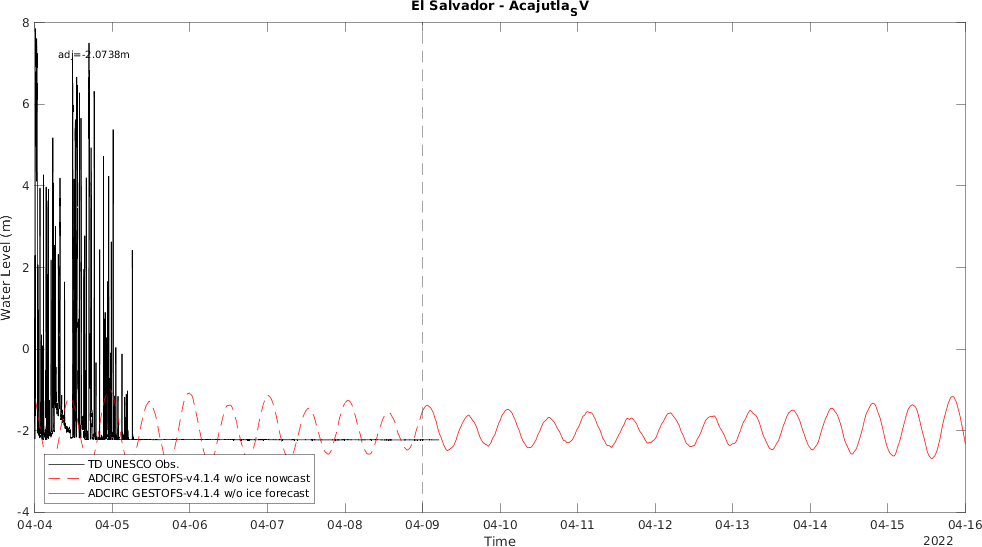 El Salvador - Acajutla_SV
adj=-2.0738m
8
6
4
2
0
-2
-4
Water Level (m)
TD UNESCO Obs.
ADCIRC GESTOFS-v4.1.4 w/o ice nowcast
ADCIRC GESTOFS-v4.1.4 w/o ice forecast
04-04 04-05 04-06 04-07 04-08 04-09 04-10 04-11 04-12 04-13 04-14 04-15 04-16
Time
2022